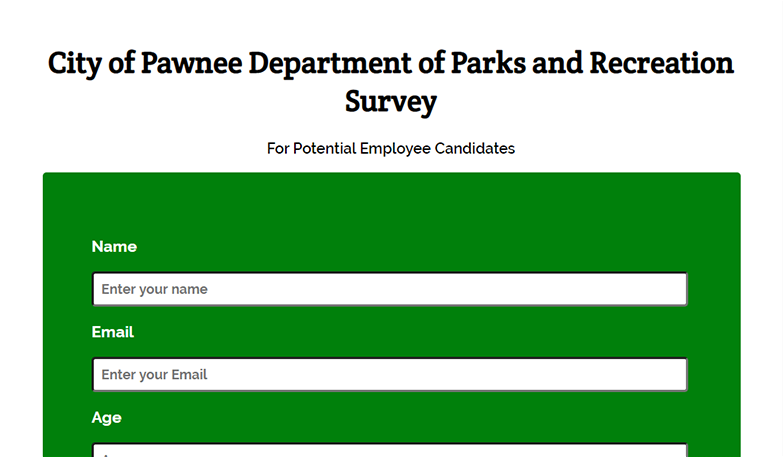 City of Pawnee Department of Parks and Recreation
Survey
For Potential Employee Candidates
Name
Enter your name
Email
Enter your Email
Age